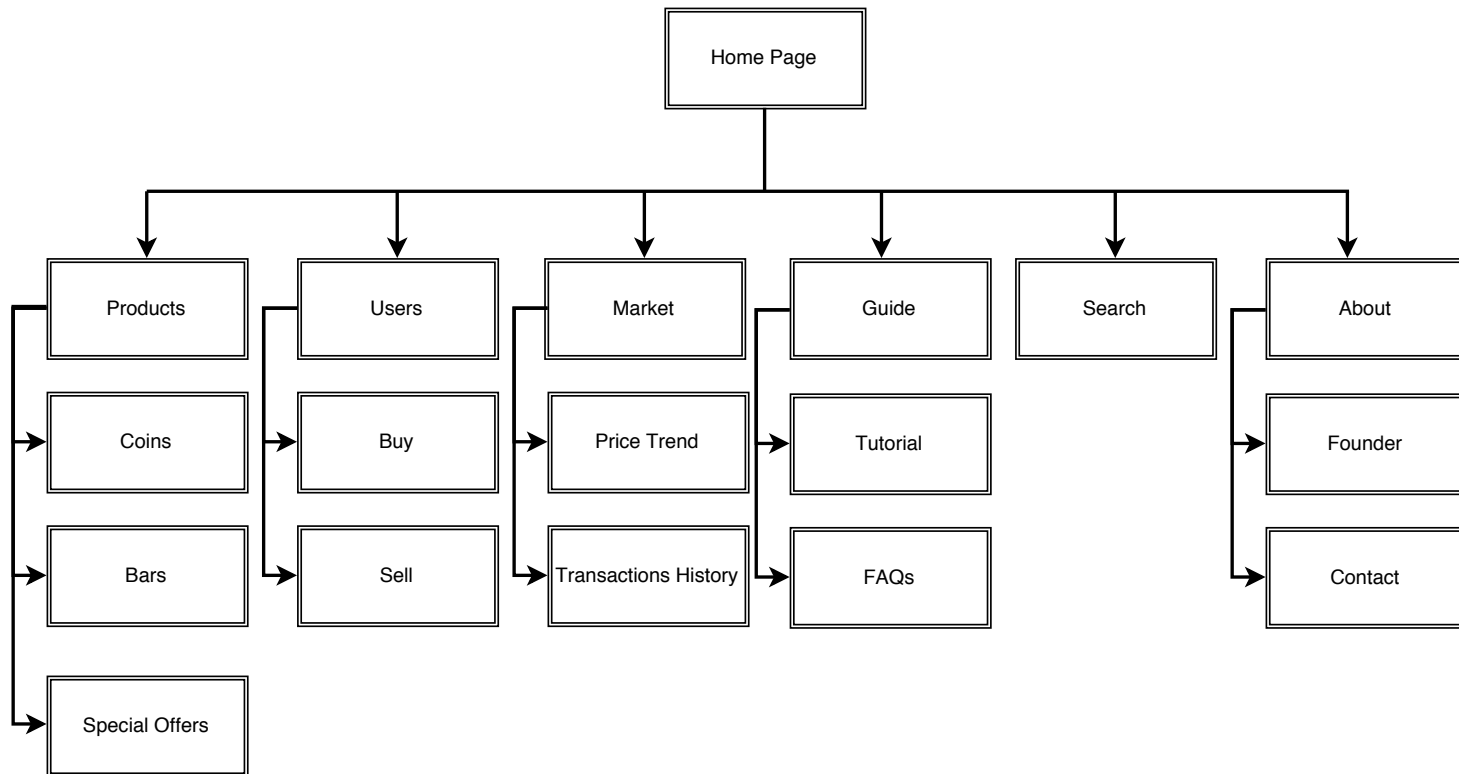 Home Page
Products
Users
Market
Guide
Search
About
Coins
Buy
Price Trend
Tutorial
Founder
Bars
Sell
Transactions History
FAQs
Contact
Special Offers